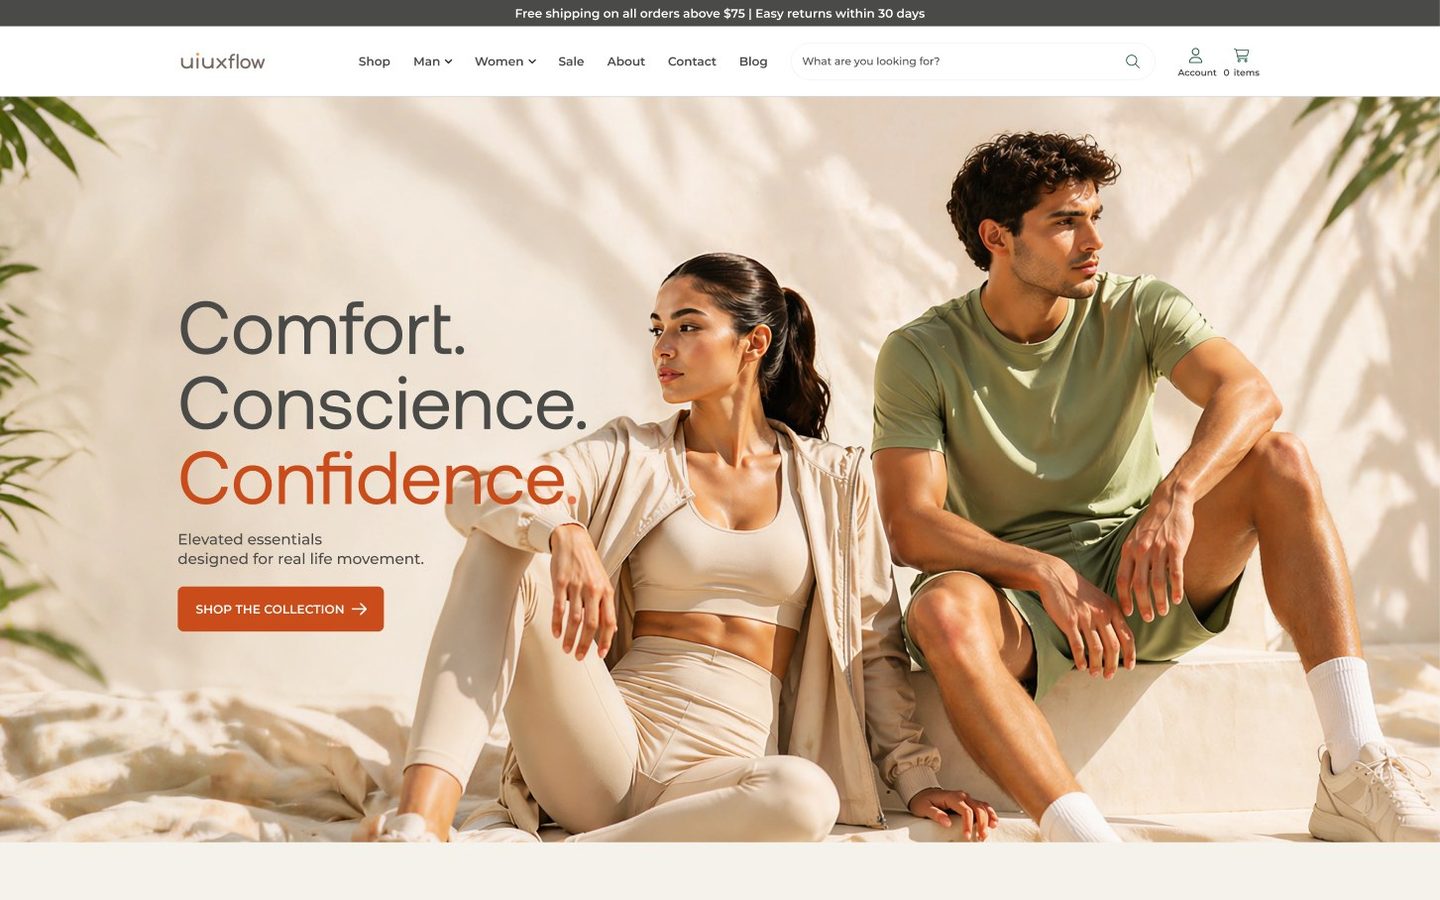 Free shipping on all orders above $75 | Easy returns within 30 days
uiuxflow
Shop
Man
Women
Sale
About
Contact
Blog
What are you looking for?
Account
0 items
Comfort.
Conscience.
Confidence.
Elevated essentials
designed for real life movement.
SHOP THE COLLECTION